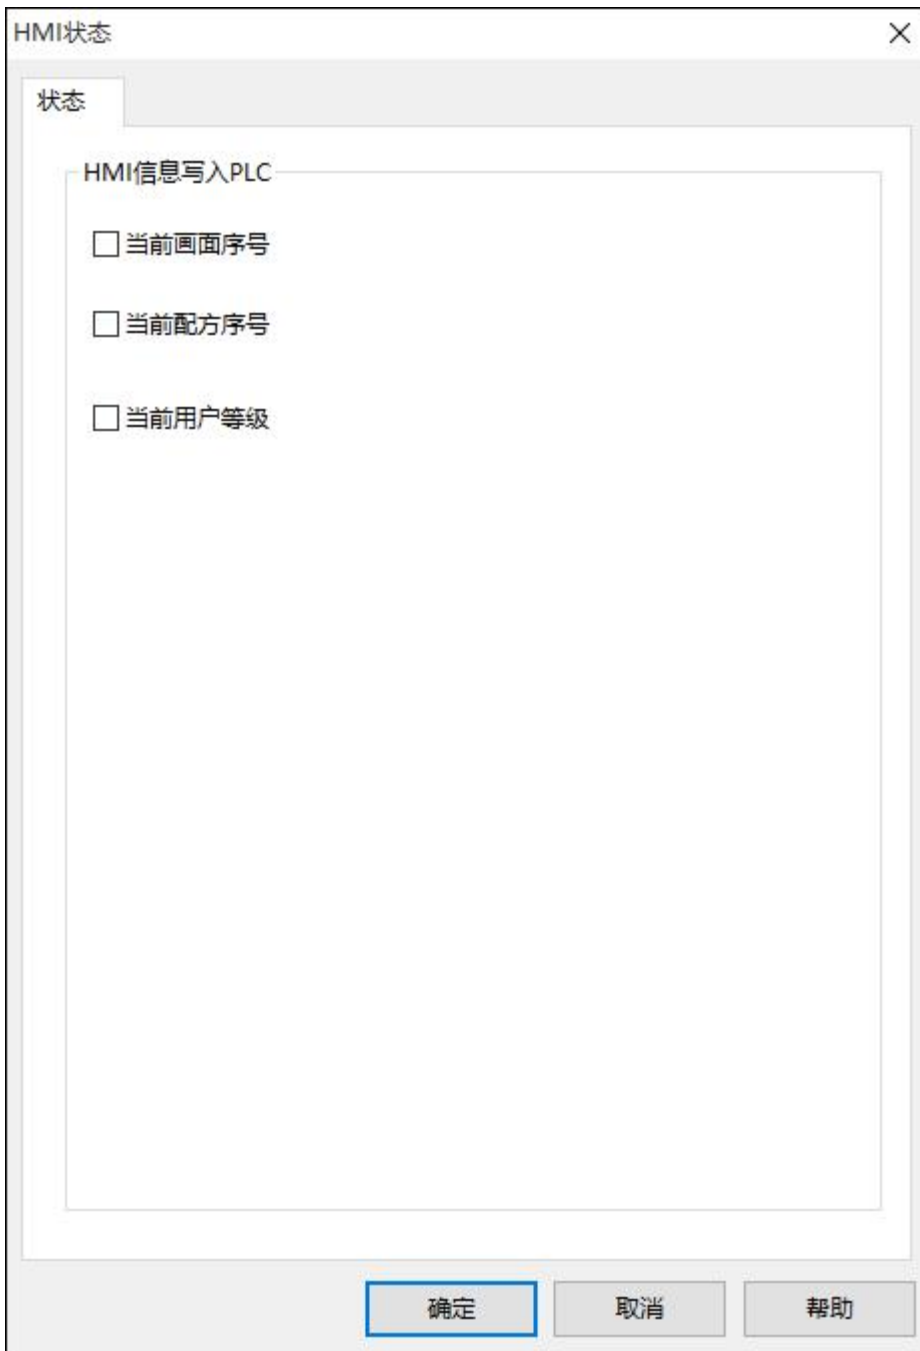 HMI状态
状态
HMI信息写入PLC
当前画面序号
当前配方序号
当前用户等级
确定 取消 帮助